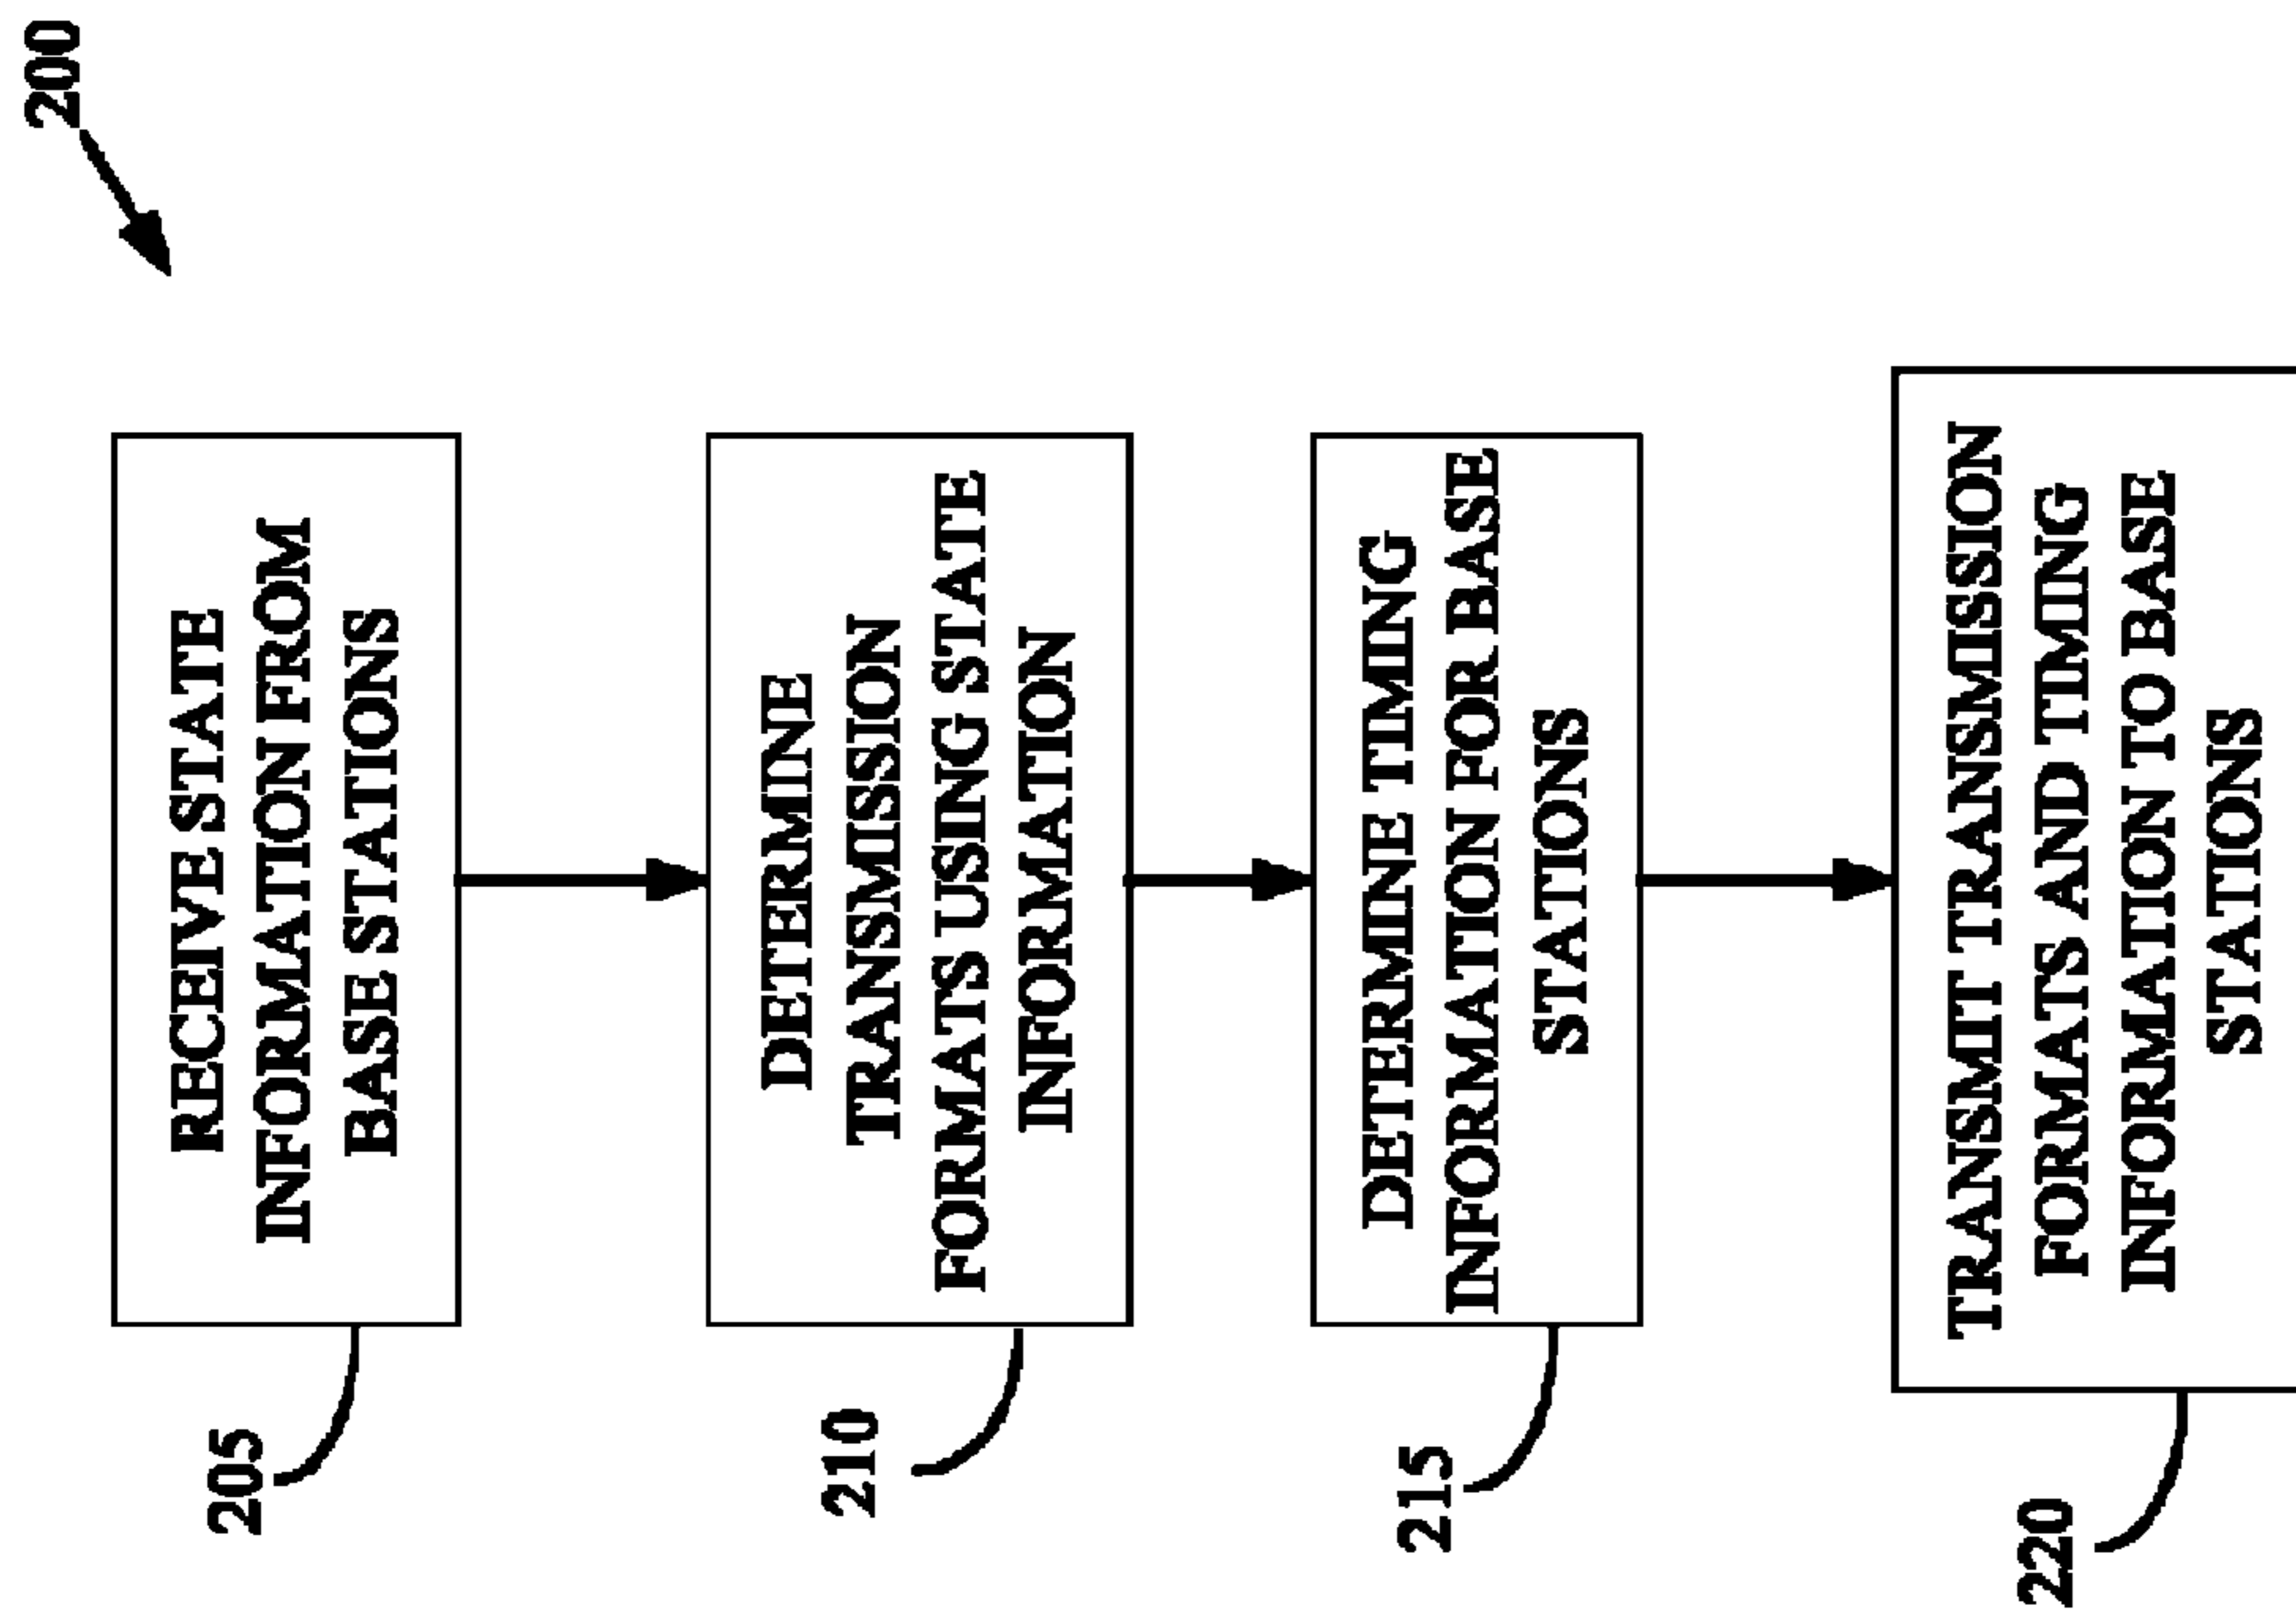 200
RECEIVE STATE
INFORMATION FROM
BASE STATIONS
205
DETERMINE
TRANSMISSION
FORMATS USING STATE
INFORMATION
210
DETERMINE TIMING
INFORMATION FOR BASE
STATIONS
215
TRANSMIT TRANSMISSION
FORMATS AND TIMING
INFORMATION TO BASE
STATIONS
220